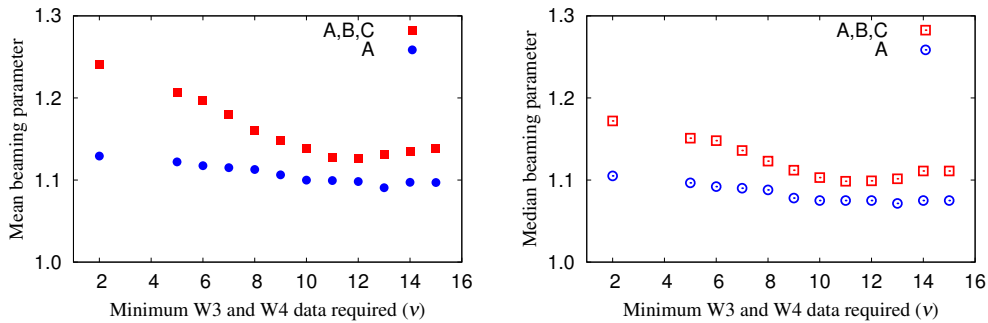 1.3
A,B,C
A
1.2
1.1
1.0
Mean beaming parameter
2 4 6 8 10 12 14 16
Minimum W3 and W4 data required (ν)
1.3
A,B,C
A
1.2
1.1
1.0
Median beaming parameter
2 4 6 8 10 12 14 16
Minimum W3 and W4 data required (ν)